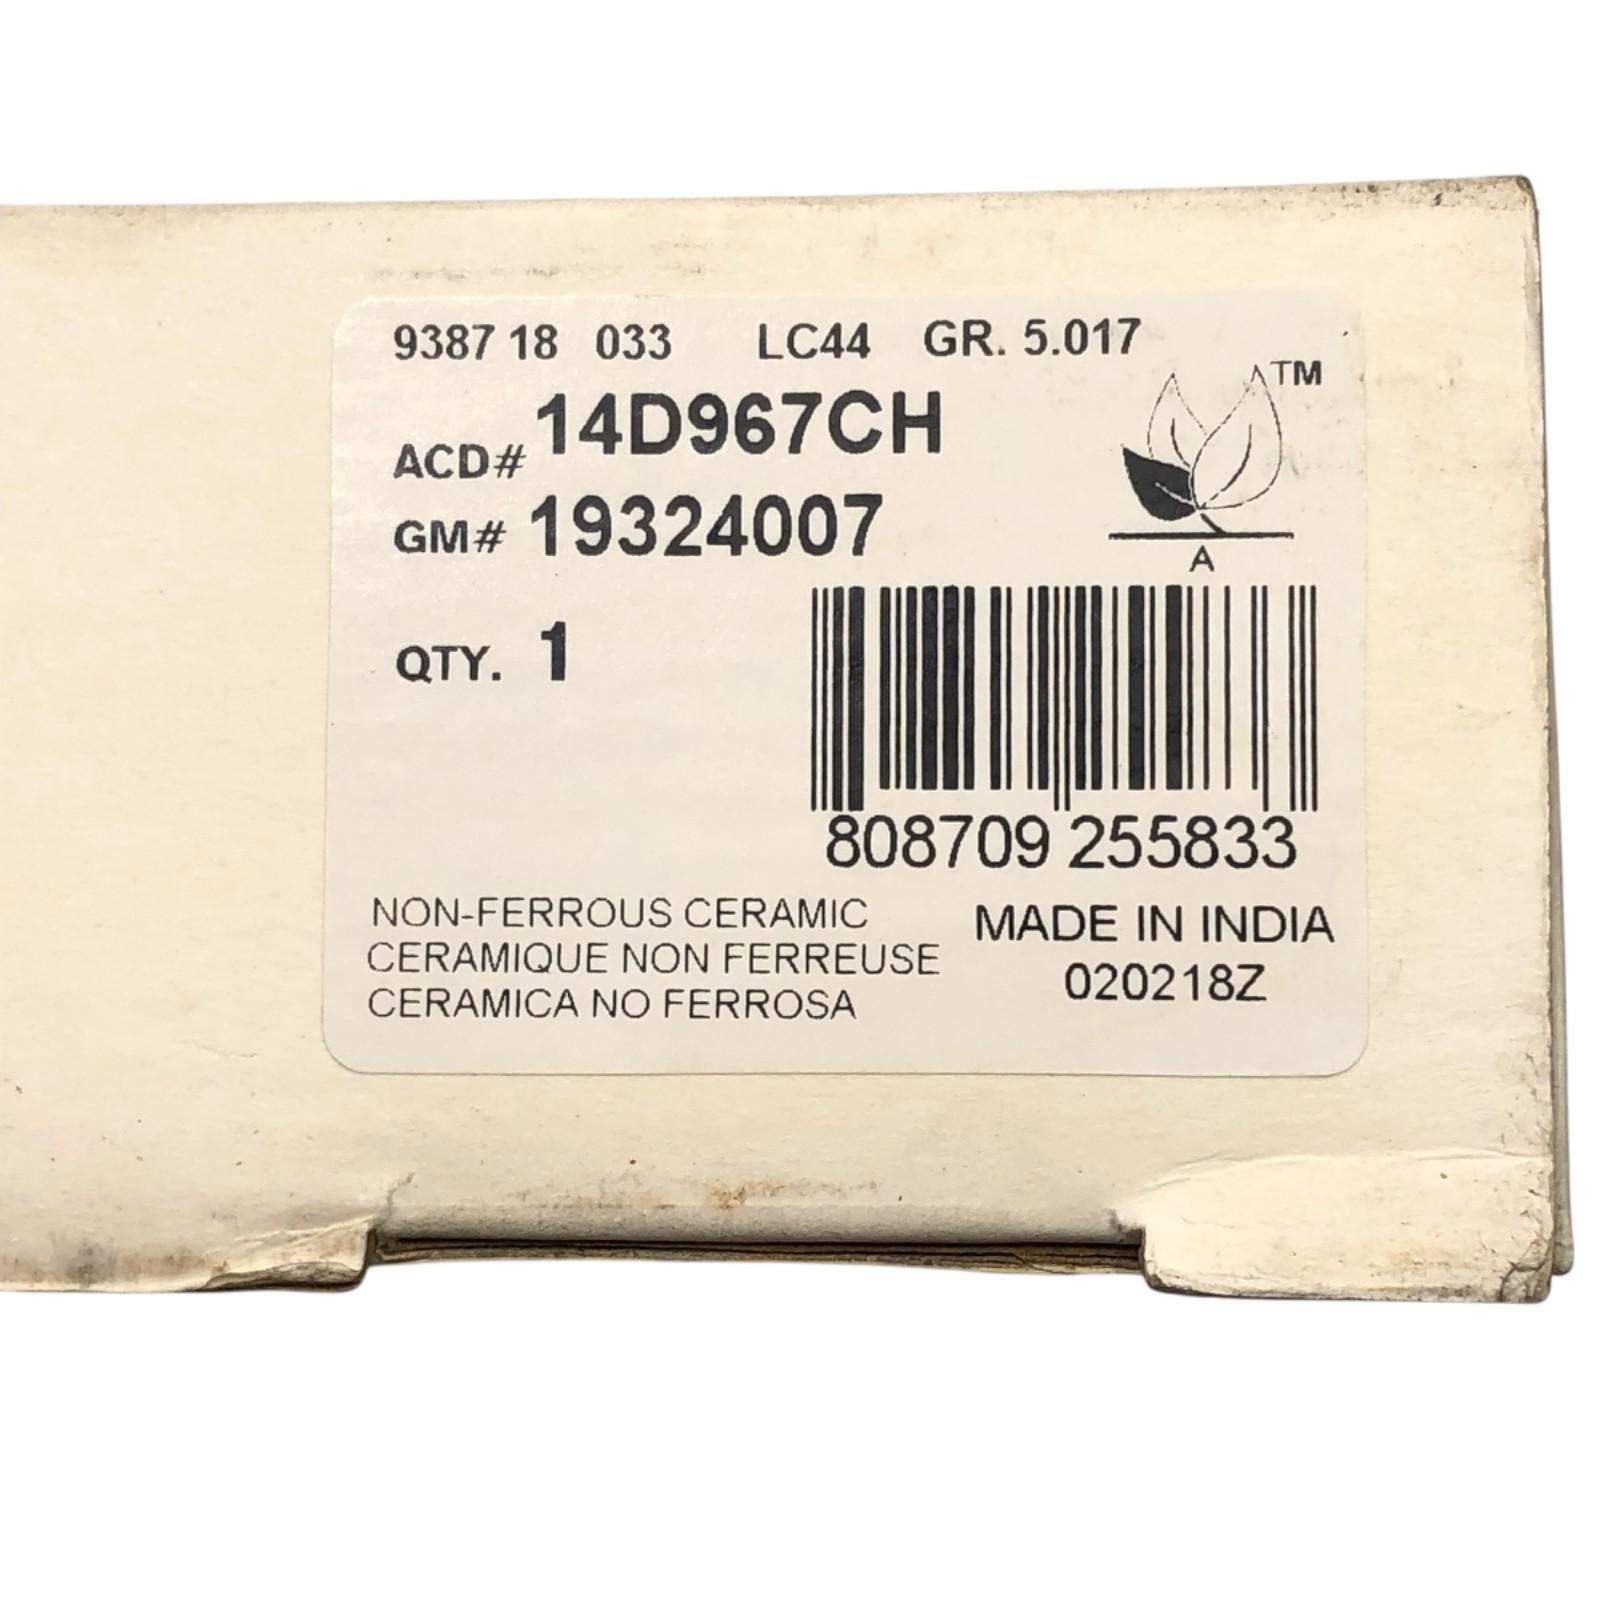 9387 18 033 LC44 GR. 5.017
ACD# 14D967CH
TM
GM# 19324007
A
QTY. 1
808709 255833
NON-FERROUS CERAMIC
CERAMIQUE NON FERREUSE
CERAMICA NO FERROSA
MADE IN INDIA
020218Z